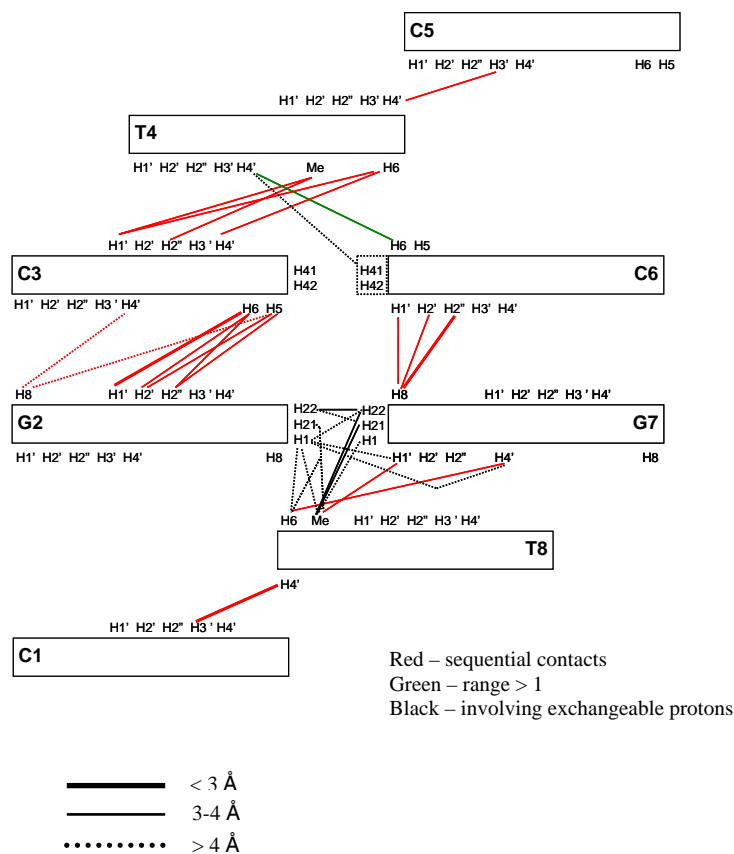 C5
H1' H2' H2" H3' H4' H6 H5
H1' H2' H2" H3' H4'
T4
H1' H2' H2" H3' H4' Me H6
H1' H2' H2" H3 ' H4' H6 H5
C3 H41 H41 C6
H42 H42
H1' H2' H2" H3 ' H4' H6 H5 H1' H2' H2" H3' H4'
H8 H1' H2' H2" H3 ' H4' H8 H1' H2' H2" H3 ' H4'
G2 H22 H22 G7
H21 H21
H1 H1
H1' H2' H2" H3' H4' H8 H1' H2' H2" H4' H8
H6 Me H1' H2' H2" H3 ' H4'
T8
H4'
H1' H2' H2" H3 ' H4'
C1
Red – sequential contacts
Green – range > 1
Black – involving exchangeable protons
< 3 Å
3-4 Å
> 4 Å